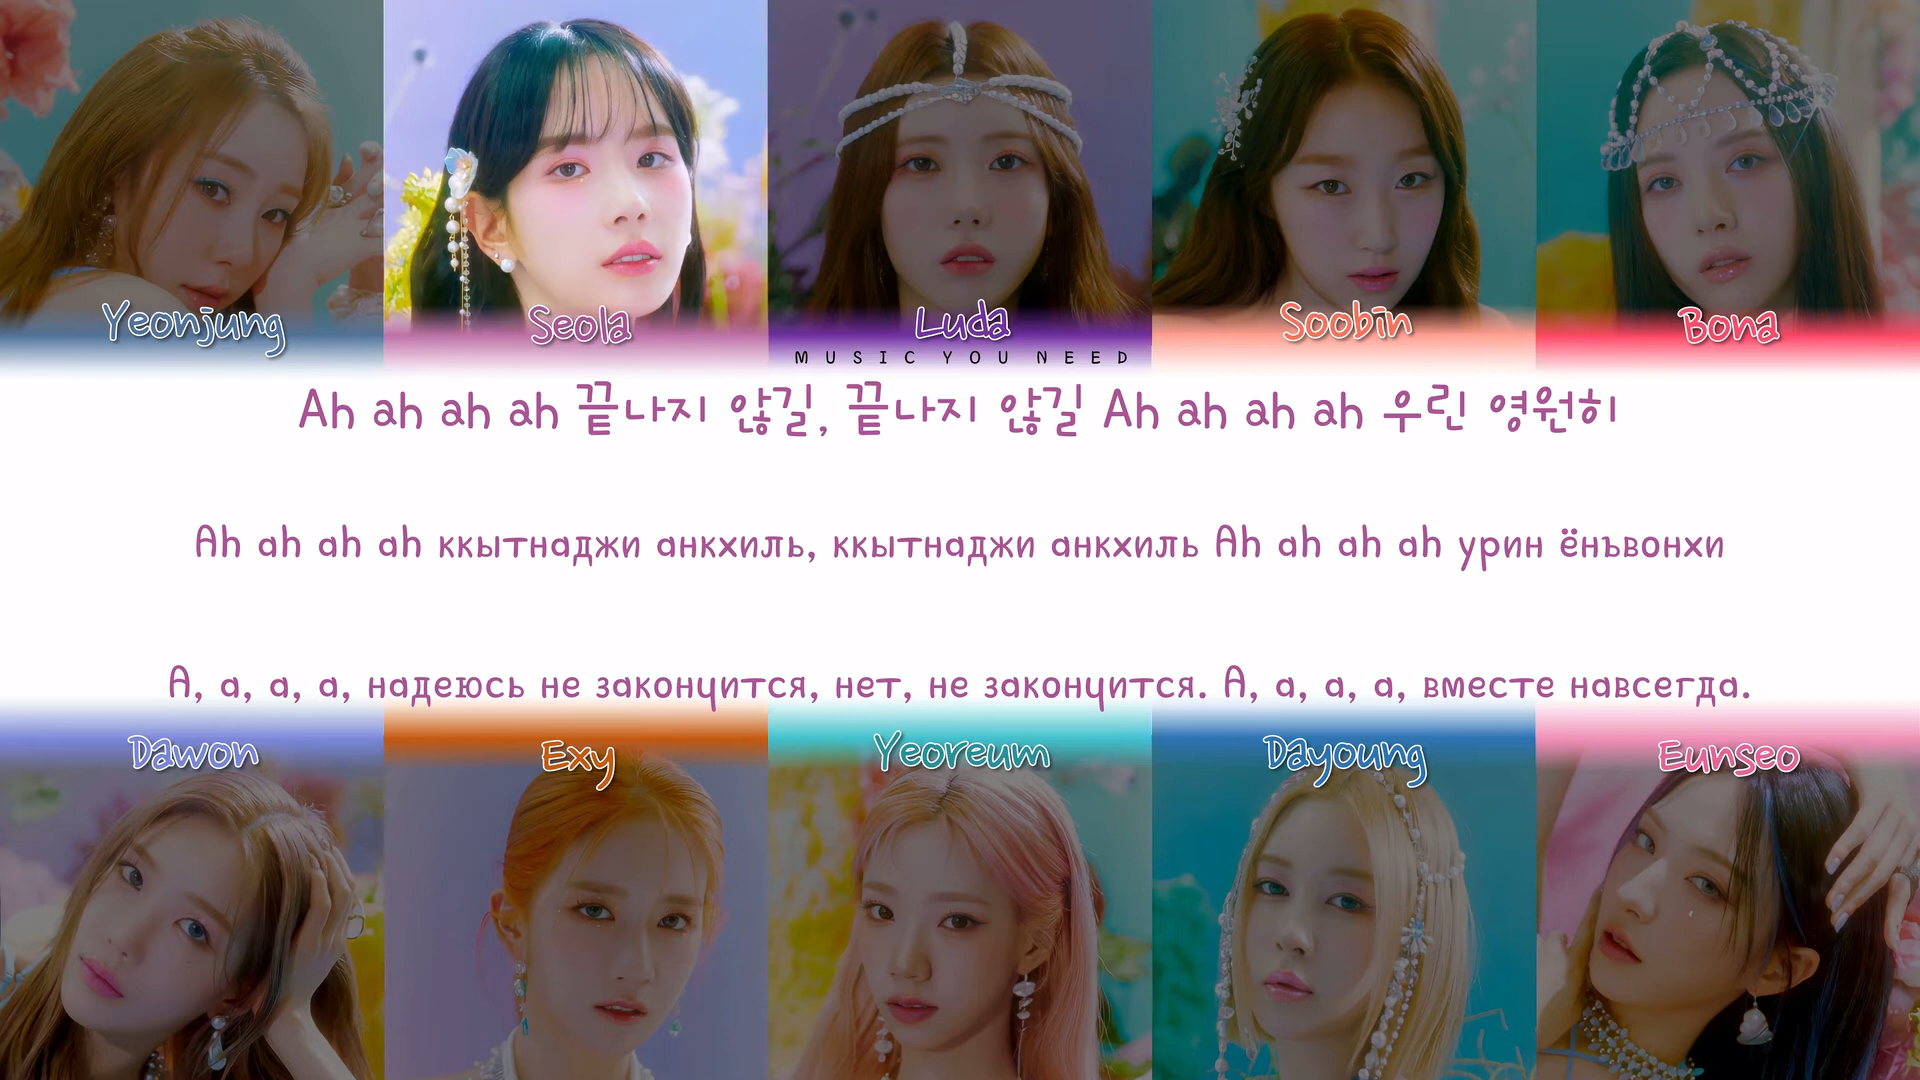 Yeonjung
Seola
Luda
Soobin
Bona
MUSIC YOU NEED
Ah ah ah ah 끝나지 않길, 끝나지 않길 Ah ah ah ah 우린 영원히
Ah ah ah ah ккытнаджи анкхиль, ккытнаджи анкхиль Ah ah ah ah урин ёнъвонхи
А, а, а, а, надеюсь не закончится, нет, не закончится. А, а, а, а, вместе навсегда.
Dawon
Exy
Yeoreum
Dayoung
Eunseo